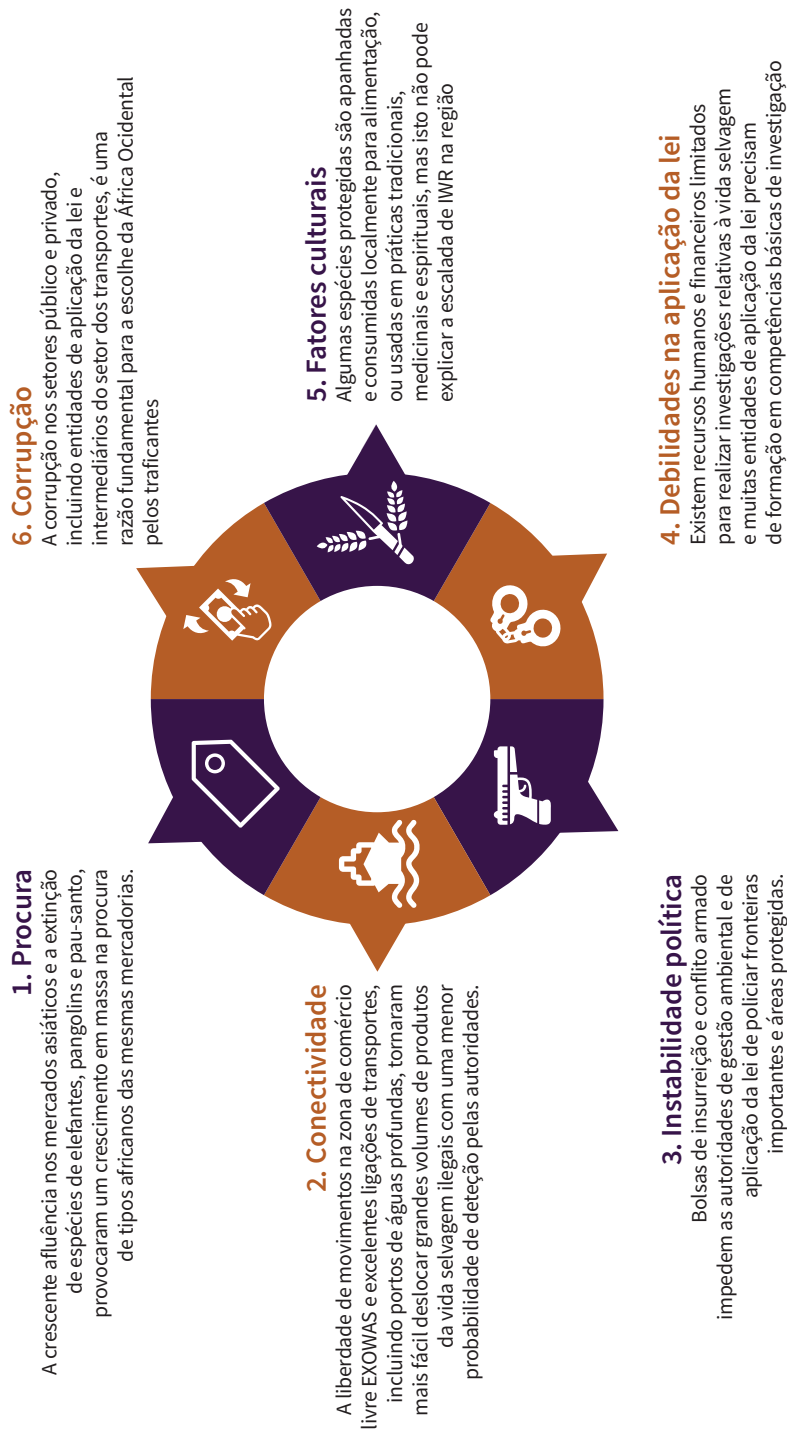 1. Procura
A crescente afluência nos mercados asiáticos e a extinção
de espécies de elefantes, pangolins e pau-santo,
provocaram um crescimento em massa na procura
de tipos africanos das mesmas mercadorias.
2. Conectividade
A liberdade de movimentos na zona de comércio
livre EXOWAS e excelentes ligações de transportes,
incluindo portos de águas profundas, tornaram
mais fácil deslocar grandes volumes de produtos
da vida selvagem ilegais com uma menor
probabilidade de deteção pelas autoridades.
3. Instabilidade política
Bolsas de insurreição e conflito armado
impedem as autoridades de gestão ambiental e de
aplicação da lei de policiar fronteiras
importantes e áreas protegidas.
4. Debilidades na aplicação da lei
Existem recursos humanos e financeiros limitados
para realizar investigações relativas à vida selvagem
e muitas entidades de aplicação da lei precisam
de formação em competências básicas de investigação
5. Fatores culturais
Algumas espécies protegidas são apanhadas
e consumidas localmente para alimentação,
ou usadas em práticas tradicionais,
medicinais e espirituais, mas isto não pode
explicar a escalada de IWR na região
6. Corrupção
A corrupção nos setores público e privado,
incluindo entidades de aplicação da lei e
intermediários do setor dos transportes, é uma
razão fundamental para a escolhe da África Ocidental
pelos traficantes